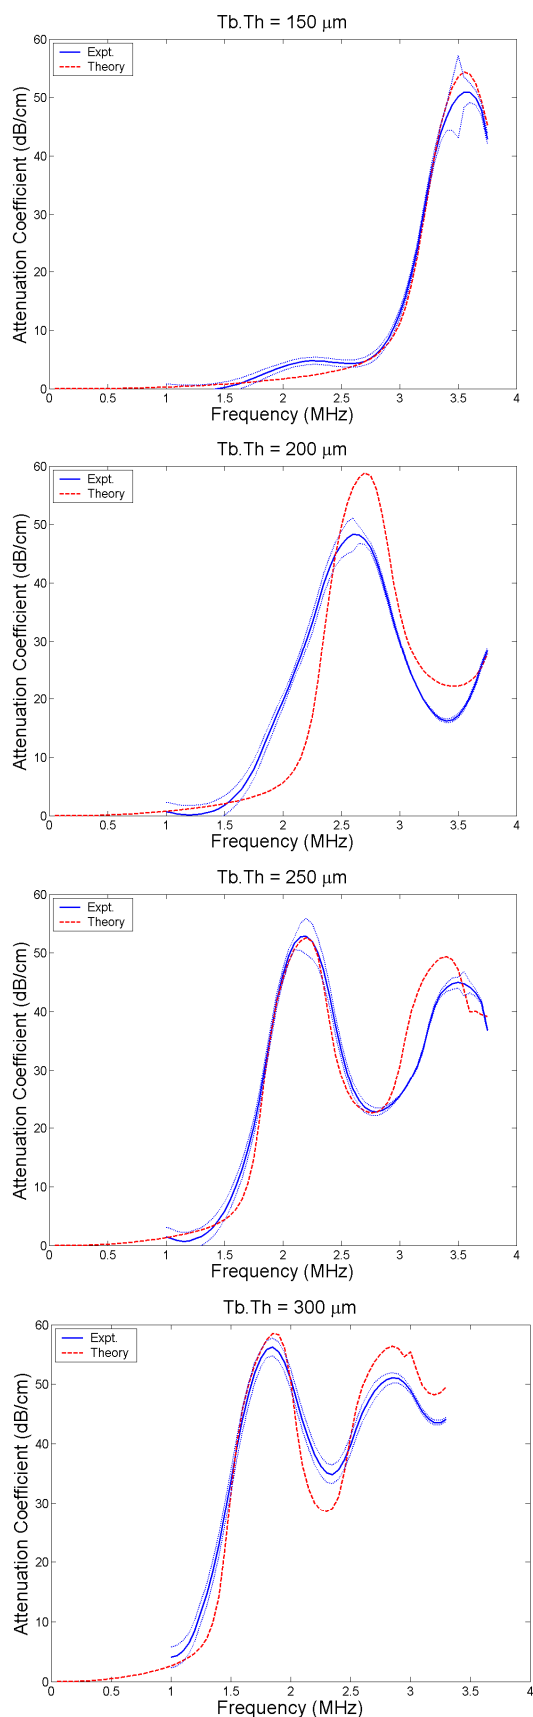 Tb.Th = 150 μm
60
50
40
30
20
10
0
Expt.
Theory
Attenuation Coefficient (dB/cm)
0 0.5 1 1.5 2 2.5 3 3.5 4
Frequency (MHz)
Tb.Th = 200 μm
60
50
40
30
20
10
0
Expt.
Theory
Attenuation Coefficient (dB/cm)
0 0.5 1 1.5 2 2.5 3 3.5 4
Frequency (MHz)
Tb.Th = 250 μm
60
50
40
30
20
10
0
Expt.
Theory
Attenuation Coefficient (dB/cm)
0 0.5 1 1.5 2 2.5 3 3.5 4
Frequency (MHz)
Tb.Th = 300 μm
60
50
40
30
20
10
0
Expt.
Theory
Attenuation Coefficient (dB/cm)
0 0.5 1 1.5 2 2.5 3 3.5 4
Frequency (MHz)